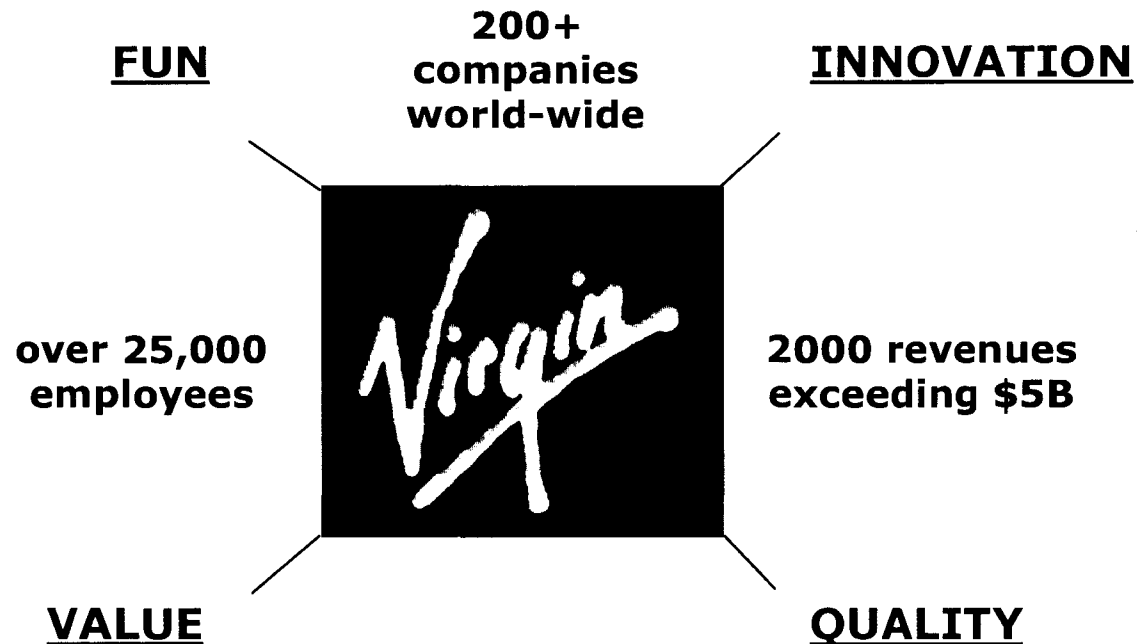 FUN
200+
companies
world-wide
INNOVATION
over 25,000
employees
Virgin
2000 revenues
exceeding $5B
VALUE
QUALITY